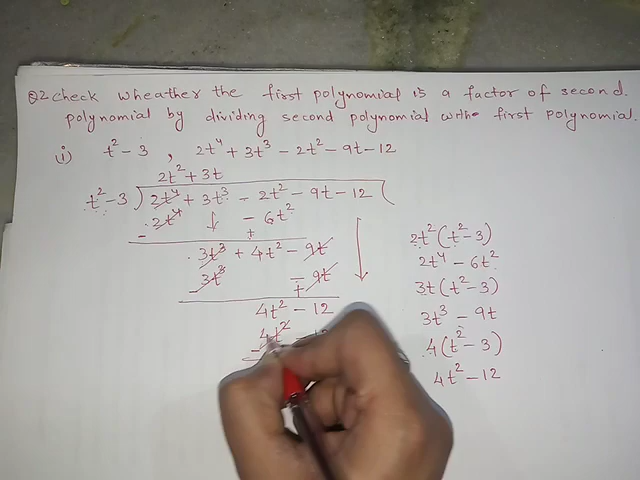 Q2 Check wheather the first polynomial is a factor of second.
polynomial by dividing second polynomial withe first polynomial.
i) t² - 3 , 2t⁴ + 3t³ - 2t² - 9t - 12
2t² + 3t
t² - 3 ) 2t⁴ + 3t³ - 2t² - 9t - 12
2t⁴ ↓ - 6t²
- +
3t³ + 4t² - 9t
3t³ - 9t
- +
4t² - 12
4t² - 12
-
2t² (t² - 3)
2t⁴ - 6t²
3t (t² - 3)
3t³ - 9t
4 (t² - 3)
4t² - 12